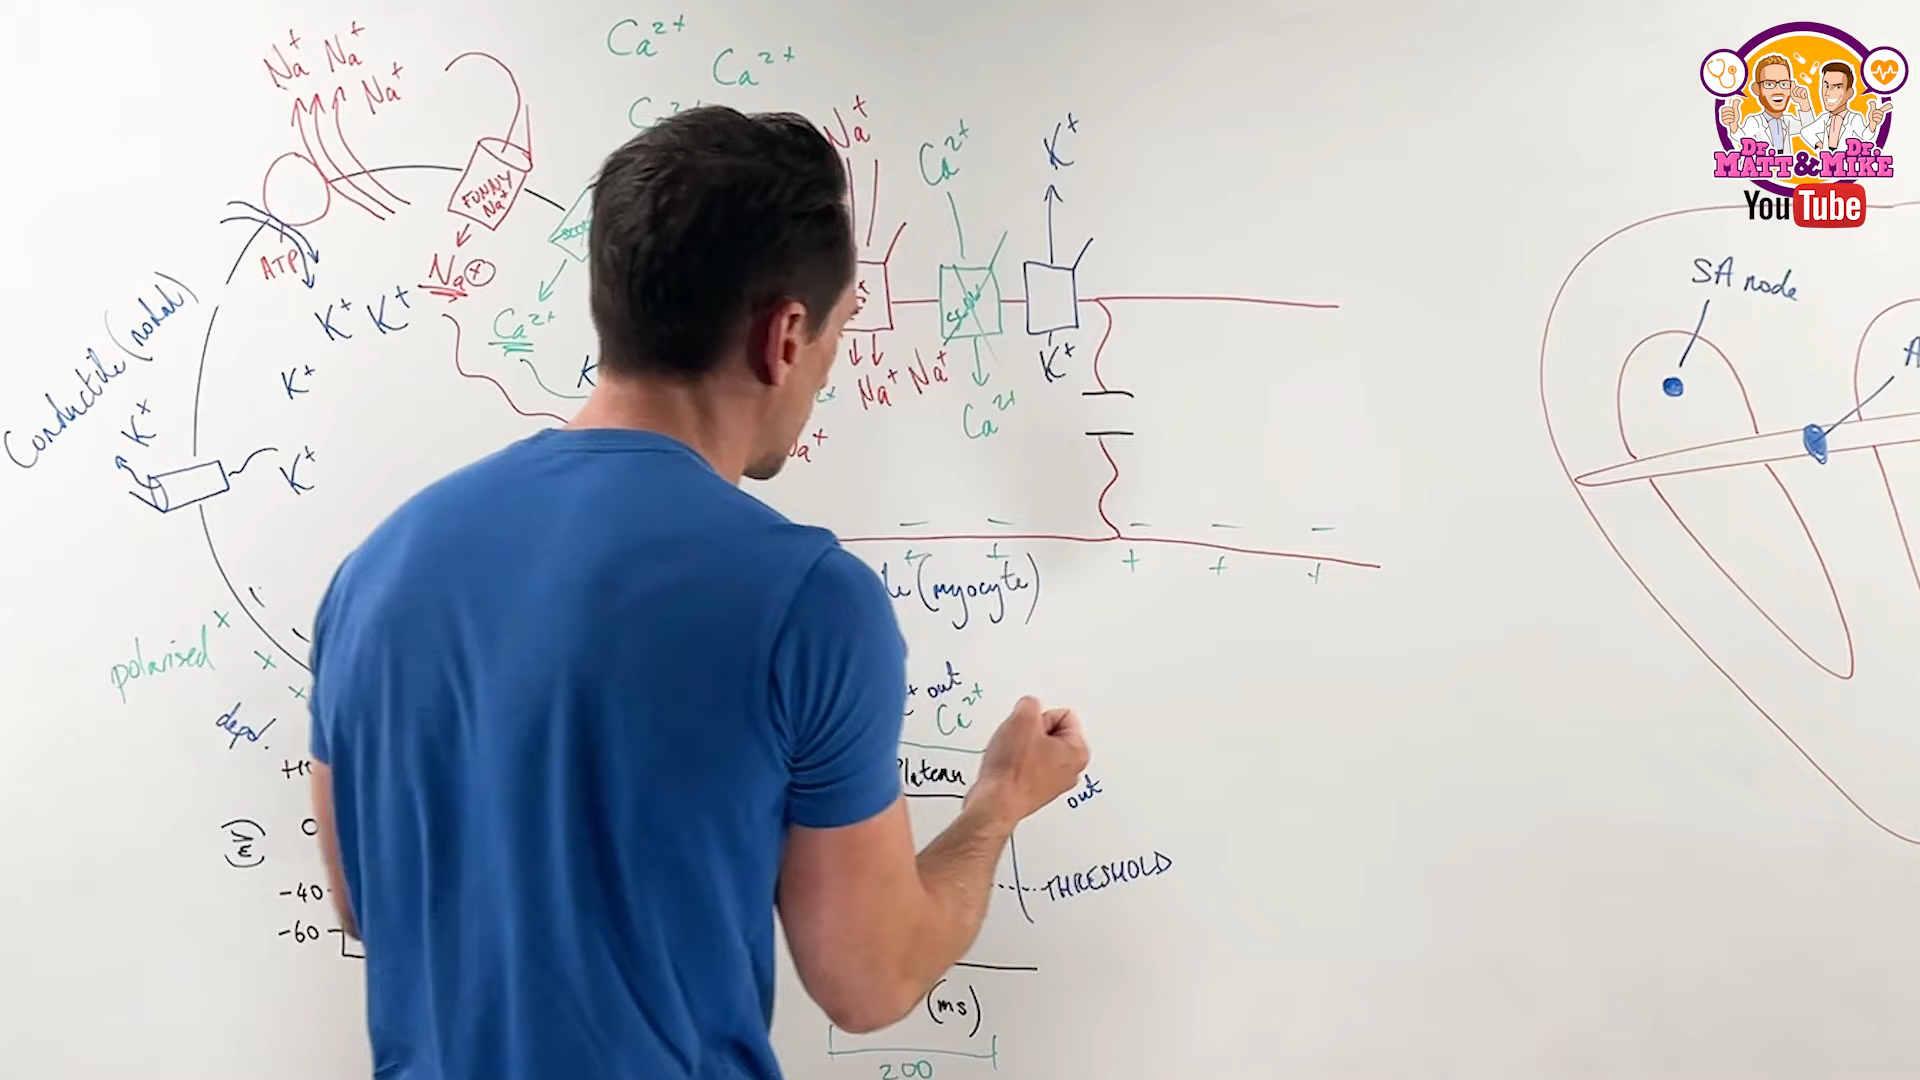 Na+ Na+
Na+
Ca2+
Ca2+
FUNNY
Na+
ATP
Na+
K+ K+
Ca2+
K+
K+
K+
Conductile (nodal)
polarised
depol.
Na+
Ca2+
K+
Na+ Na+
Ca2+
K+
(myocyte)
out
Ca2+
Plateau
out
0
-40
-60
THRESHOLD
(ms)
200
SA node
A
Dr. Dr.
MATT & MIKE
YouTube